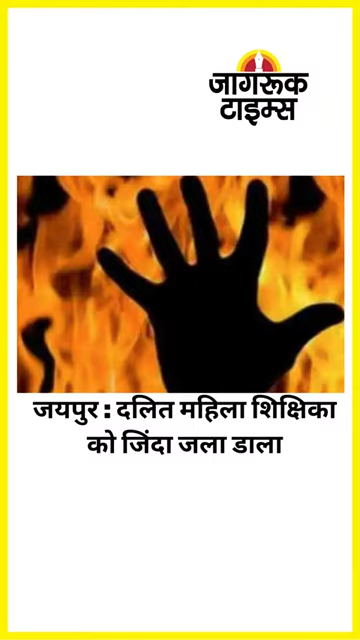 जागरूक
टाइम्स
जयपुर : दलित महिला शिक्षिका
को जिंदा जला डाला